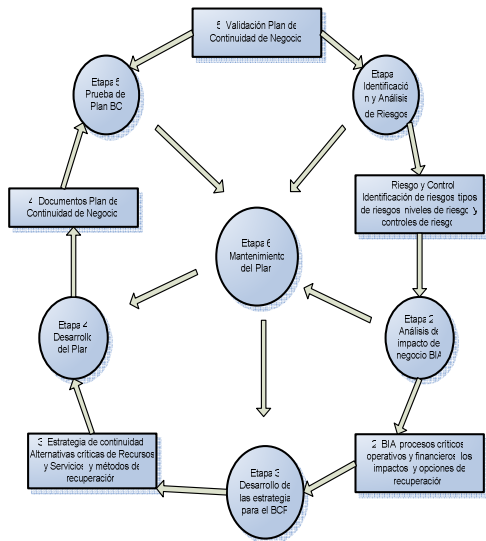 5 Validación Plan de
Continuidad de Negocio
Etapa 5
Prueba de
Plan BC
Etapa
Identificació
n y Análisis
de Riesgos
4 Documentos Plan de
Continuidad de Negocio
Riesgo y Control
Identificación de riesgos tipos
de riesgos niveles de riesgo y
controles de riesgo
Etapa 6
Mantenimiento
del Plan
Etapa 4
Desarrollo
del Plan
Etapa 2
Análisis de
impacto de
negocio BIA
3 Estrategia de continuidad
Alternativas críticas de Recursos
y Servicios y métodos de
recuperación
Etapa 3
Desarrollo de
las estrategia
para el BCP
2 BIA procesos críticos
operativos y financieros los
impactos y opciones de
recuperación